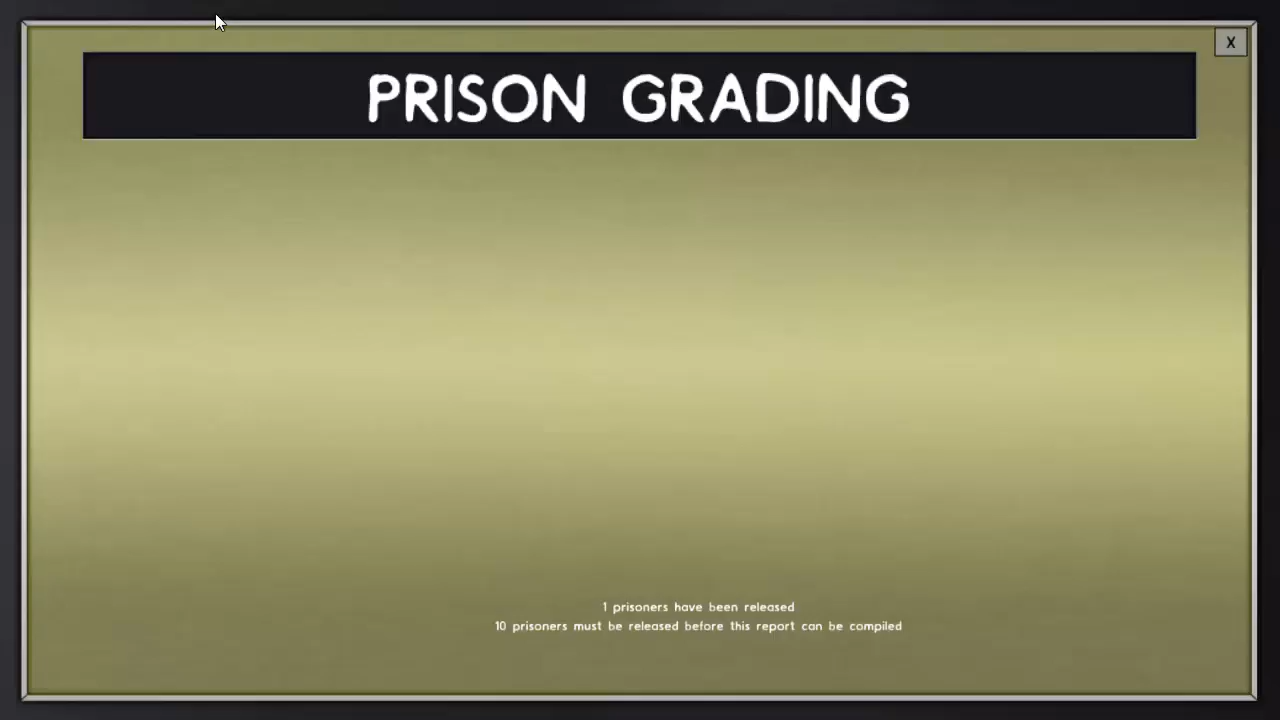 X
PRISON GRADING
1 prisoners have been released
10 prisoners must be released before this report can be compiled